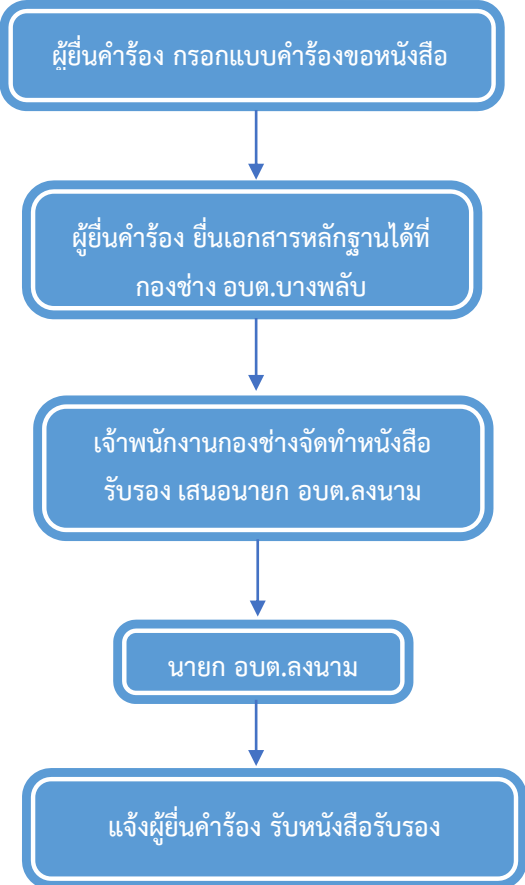 ผู้ยื่นคำร้อง กรอกแบบคำร้องขอหนังสือ
ผู้ยื่นคำร้อง ยื่นเอกสารหลักฐานได้ที่
กองช่าง อบต.บางพลับ
เจ้าพนักงานกองช่างจัดทำหนังสือ
รับรอง เสนอนายก อบต.ลงนาม
นายก อบต.ลงนาม
แจ้งผู้ยื่นคำร้อง รับหนังสือรับรอง